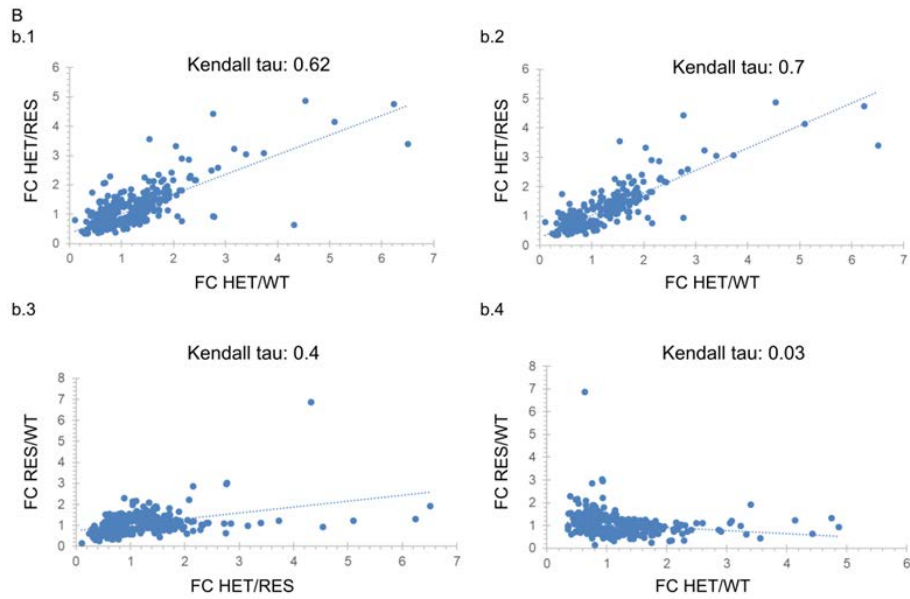 B
b.1
Kendall tau: 0.62
FC HET/RES
6
5
4
3
2
1
0
0 1 2 3 4 5 6 7
FC HET/WT
b.2
Kendall tau: 0.7
FC HET/RES
6
5
4
3
2
1
0
0 1 2 3 4 5 6 7
FC HET/WT
b.3
Kendall tau: 0.4
FC RES/WT
8
7
6
5
4
3
2
1
0
0 1 2 3 4 5 6 7
FC HET/RES
b.4
Kendall tau: 0.03
FC RES/WT
8
7
6
5
4
3
2
1
0
0 1 2 3 4 5 6
FC HET/WT